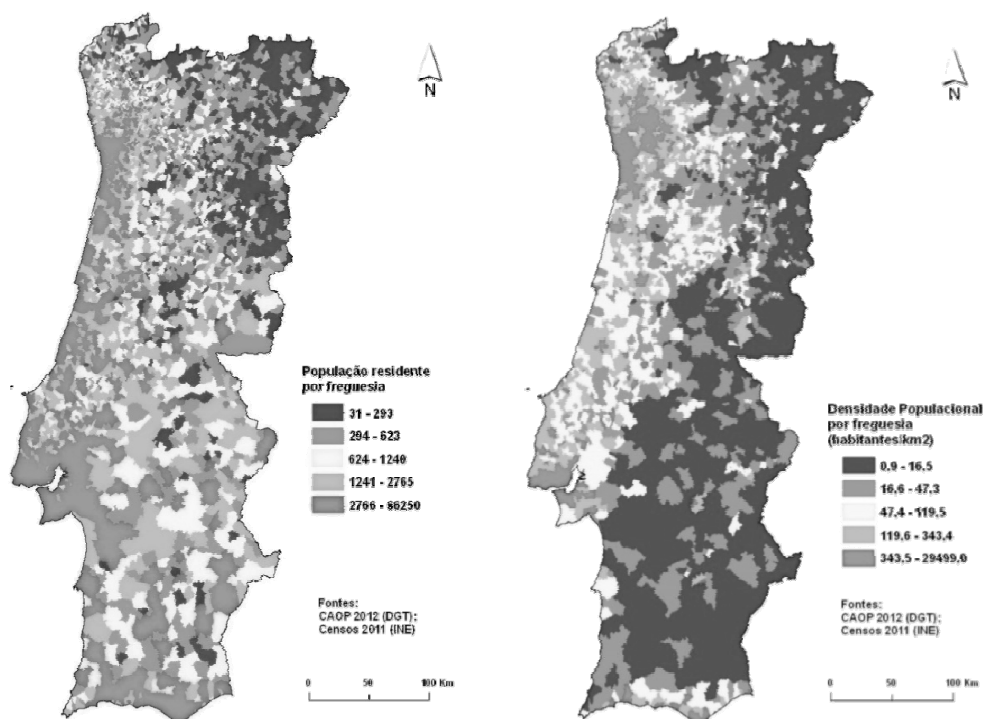 N
População residente
por freguesia
31 - 293
294 - 623
624 - 1240
1241 - 2765
2766 - 86250
Fontes:
CAOP 2012 (DGT);
Censos 2011 (INE)
0 50 100 Km
N
Densidade Populacional
por freguesia
(habitantes/km2)
0,9 - 16,5
16,6 - 47,3
47,4 - 119,5
119,6 - 343,4
343,5 - 29499,0
Fontes:
CAOP 2012 (DGT);
Censos 2011 (INE)
0 50 100 Km